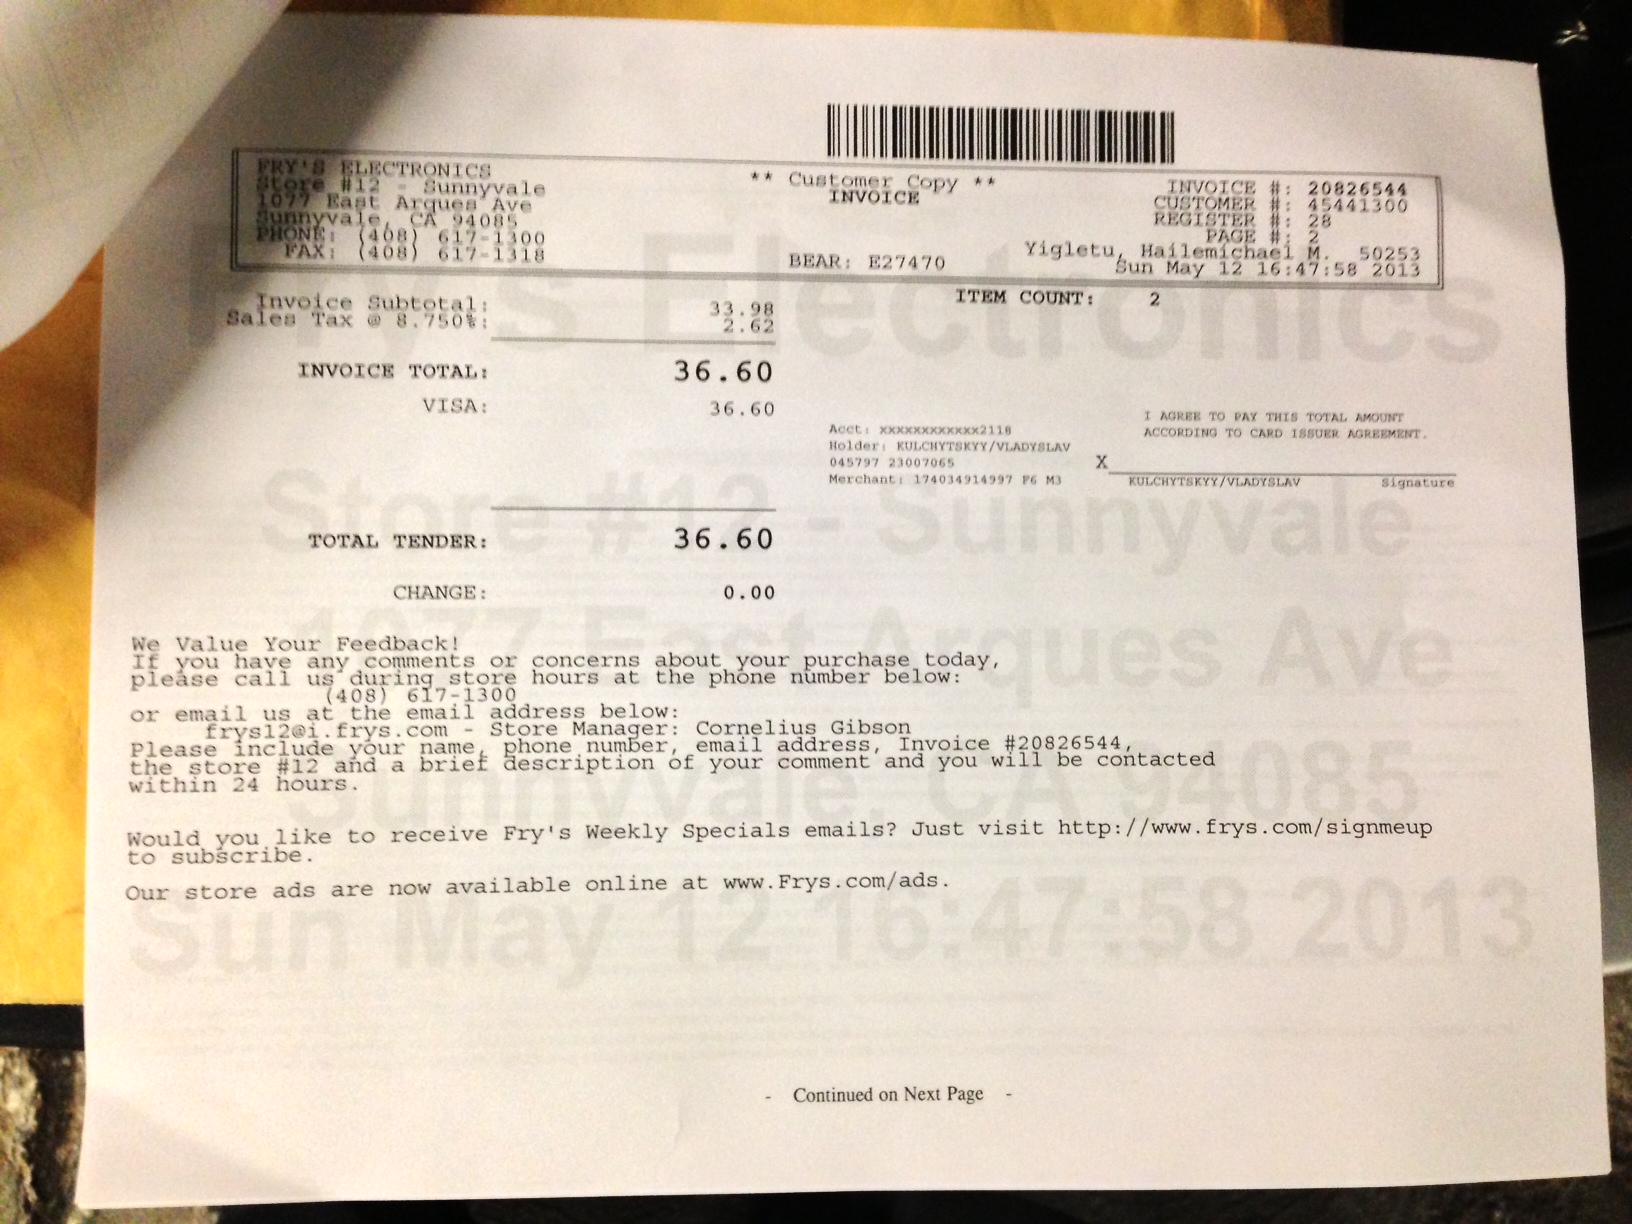 ** Customer Copy **
INVOICE
FRY'S ELECTRONICS
Store #12 - Sunnyvale
1077 East Arques Ave
Sunnyvale, CA 94085
PHONE: (408) 617-1300
FAX: (408) 617-1318
INVOICE #: 20826544
CUSTOMER #: 45441300
REGISTER #: 28
PAGE #: 2
BEAR: E27470
Yigletu, Hailemichael M. 50253
Sun May 12 16:47:58 2013
ITEM COUNT: 2
Invoice Subtotal: 33.98
Sales Tax @ 8.750%: 2.62
INVOICE TOTAL: 36.60
VISA: 36.60
Acct: XXXXXXXXXXXX2118
Holder: KULCHYTSKYY/VLADYSLAV
045797 23007065
Merchant: 174034914997 F6 M3
I AGREE TO PAY THIS TOTAL AMOUNT
ACCORDING TO CARD ISSUER AGREEMENT.
X
KULCHYTSKYY/VLADYSLAV Signature
TOTAL TENDER: 36.60
CHANGE: 0.00
We Value Your Feedback!
If you have any comments or concerns about your purchase today,
please call us during store hours at the phone number below:
(408) 617-1300
or email us at the email address below:
frys12@i.frys.com - Store Manager: Cornelius Gibson
Please include your name, phone number, email address, Invoice #20826544,
the store #12 and a brief description of your comment, and you will be contacted
within 24 hours.
Would you like to receive Fry's Weekly Specials emails? Just visit http://www.frys.com/signmeup
to subscribe.
Our store ads are now available online at www.Frys.com/ads.
- Continued on Next Page -
Fry's Electronics
Store #12 - Sunnyvale
1077 East Arques Ave
Sunnyvale, CA 94085
Sun May 12 16:47:58 2013